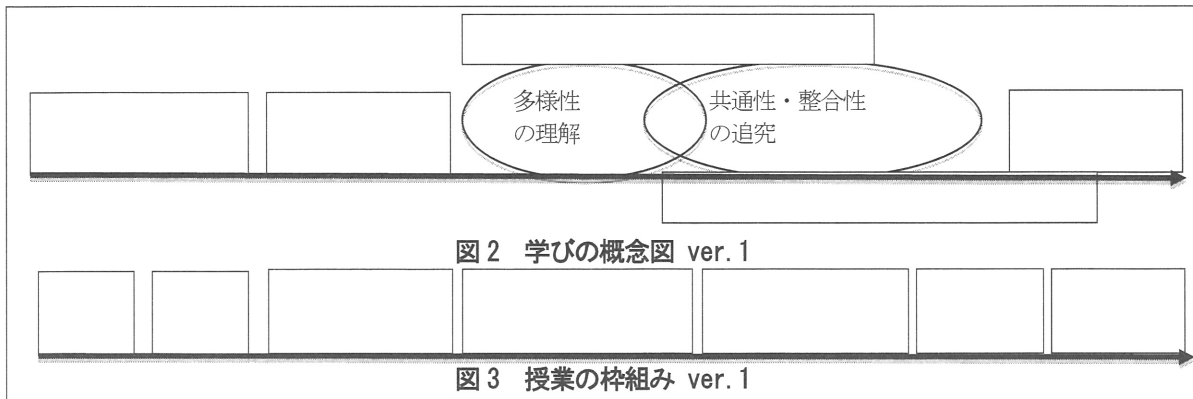 多様性
の理解
共通性・整合性
の追究
図2　学びの概念図 ver.1
図3　授業の枠組み ver.1